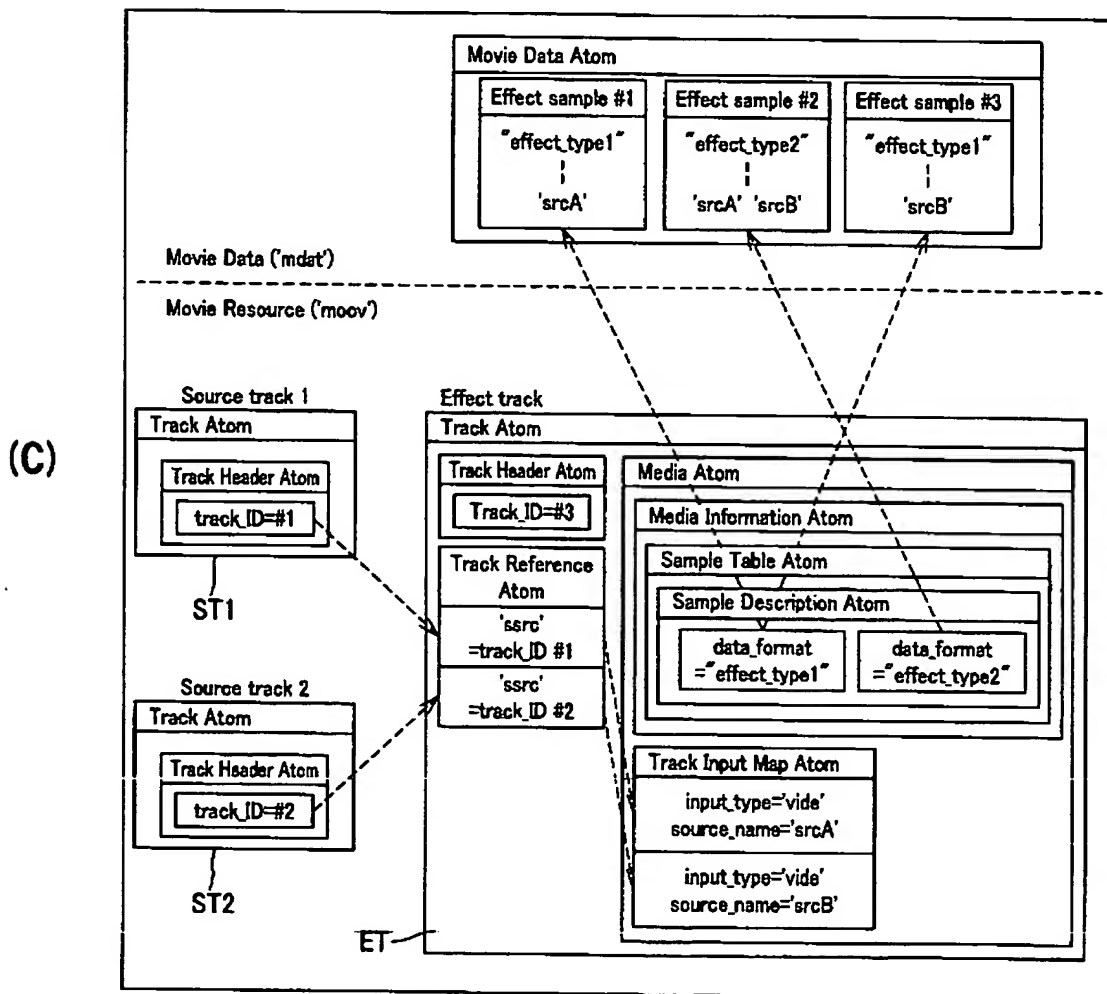 (C)
Movie Data Atom
Effect sample #1
"effect_type1"
'srcA'
Effect sample #2
"effect_type2"
'srcA' 'srcB'
Effect sample #3
"effect_type1"
'srcB'
Movie Data ('mdat')
Movie Resource ('moov')
Source track 1
Track Atom
Track Header Atom
track_ID=#1
ST1
Source track 2
Track Atom
Track Header Atom
track_ID=#2
ST2
Effect track
Track Atom
Track Header Atom
Track_ID=#3
Track Reference
Atom
'ssrc'
=track_ID #1
'ssrc'
=track_ID #2
Media Atom
Media Information Atom
Sample Table Atom
Sample Description Atom
data_format
="effect_type1"
data_format
="effect_type2"
Track Input Map Atom
input_type='vide'
source_name='srcA'
input_type='vide'
source_name='srcB'
ET